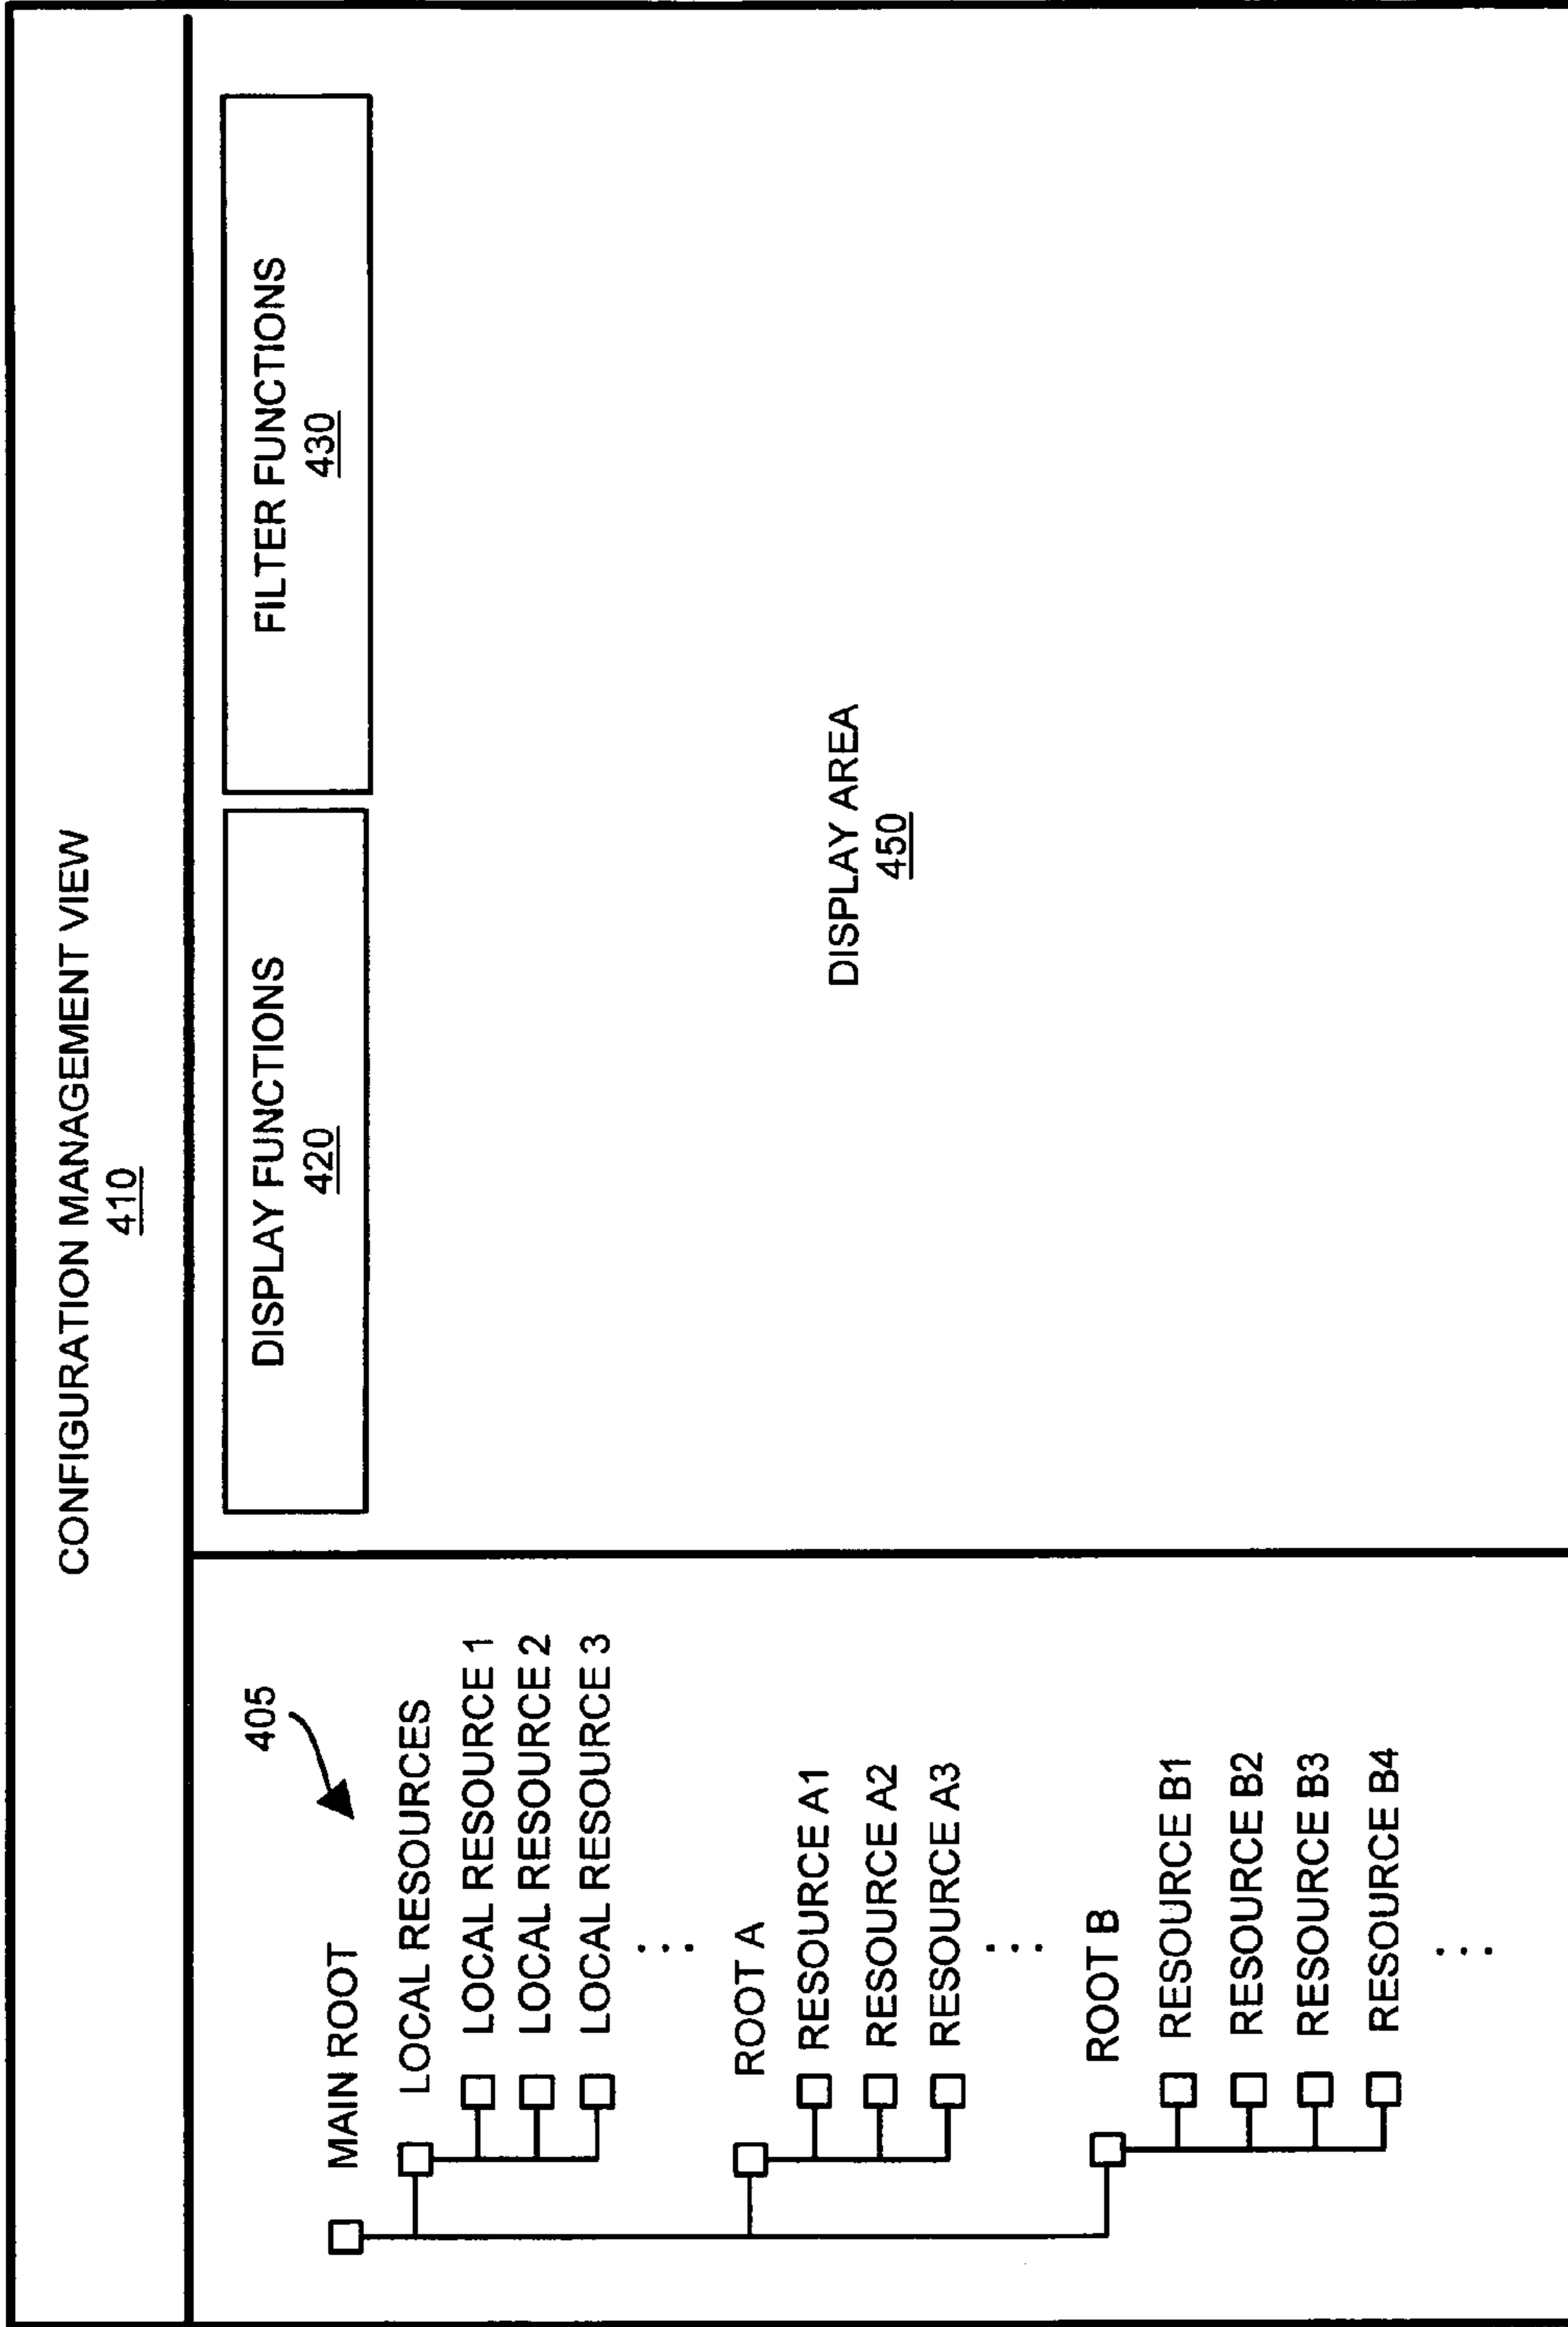 CONFIGURATION MANAGEMENT VIEW
410
405
MAIN ROOT
LOCAL RESOURCES
LOCAL RESOURCE 1
LOCAL RESOURCE 2
LOCAL RESOURCE 3
...
ROOT A
RESOURCE A1
RESOURCE A2
RESOURCE A3
...
ROOT B
RESOURCE B1
RESOURCE B2
RESOURCE B3
RESOURCE B4
...
DISPLAY FUNCTIONS
420
FILTER FUNCTIONS
430
DISPLAY AREA
450